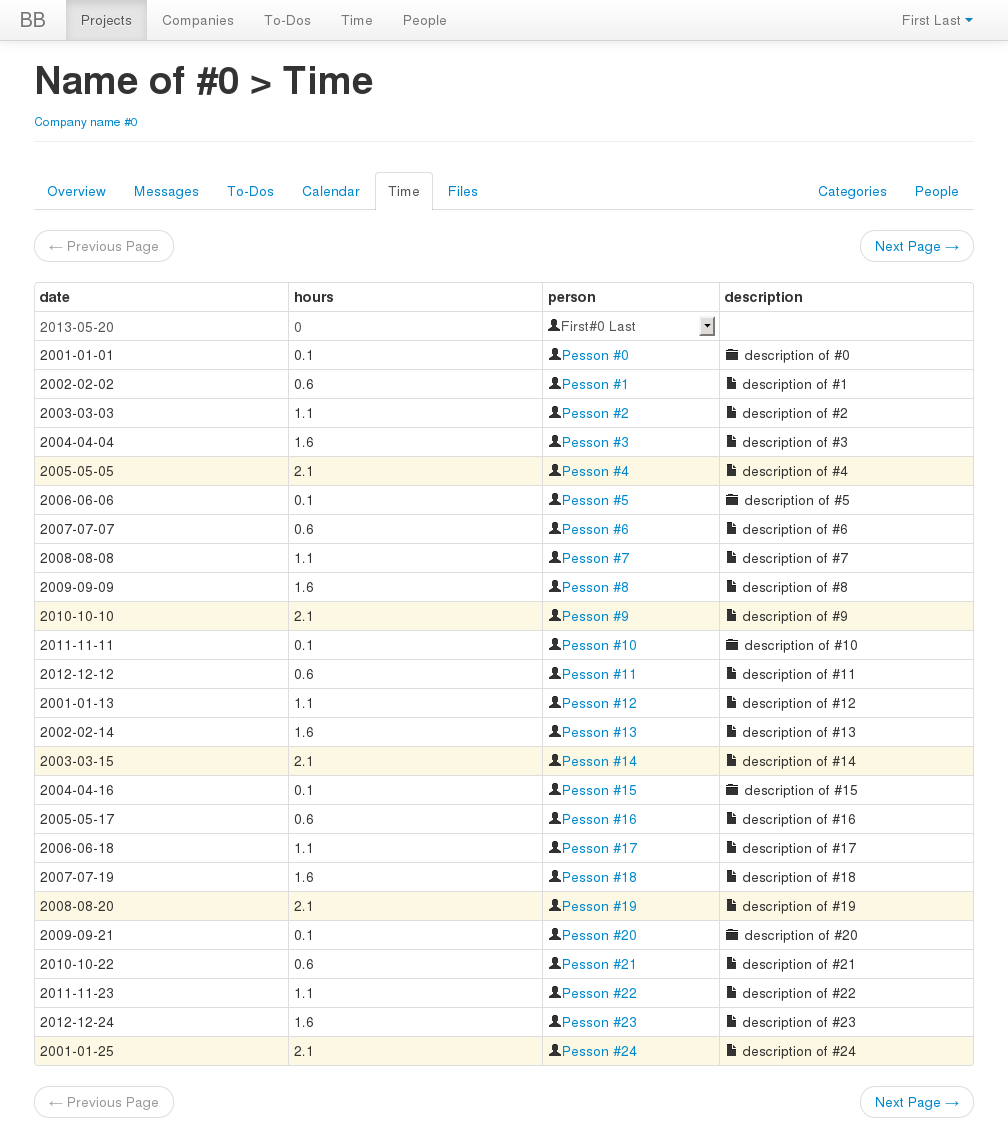 BB Projects Companies To-Dos Time People First Last
Name of #0 > Time
Company name #0
Overview Messages To-Dos Calendar Time Files Categories People
← Previous Page Next Page →
date hours person description
2013-05-20 0 First#0 Last
2001-01-01 0.1 Pesson #0 description of #0
2002-02-02 0.6 Pesson #1 description of #1
2003-03-03 1.1 Pesson #2 description of #2
2004-04-04 1.6 Pesson #3 description of #3
2005-05-05 2.1 Pesson #4 description of #4
2006-06-06 0.1 Pesson #5 description of #5
2007-07-07 0.6 Pesson #6 description of #6
2008-08-08 1.1 Pesson #7 description of #7
2009-09-09 1.6 Pesson #8 description of #8
2010-10-10 2.1 Pesson #9 description of #9
2011-11-11 0.1 Pesson #10 description of #10
2012-12-12 0.6 Pesson #11 description of #11
2001-01-13 1.1 Pesson #12 description of #12
2002-02-14 1.6 Pesson #13 description of #13
2003-03-15 2.1 Pesson #14 description of #14
2004-04-16 0.1 Pesson #15 description of #15
2005-05-17 0.6 Pesson #16 description of #16
2006-06-18 1.1 Pesson #17 description of #17
2007-07-19 1.6 Pesson #18 description of #18
2008-08-20 2.1 Pesson #19 description of #19
2009-09-21 0.1 Pesson #20 description of #20
2010-10-22 0.6 Pesson #21 description of #21
2011-11-23 1.1 Pesson #22 description of #22
2012-12-24 1.6 Pesson #23 description of #23
2001-01-25 2.1 Pesson #24 description of #24
← Previous Page Next Page →